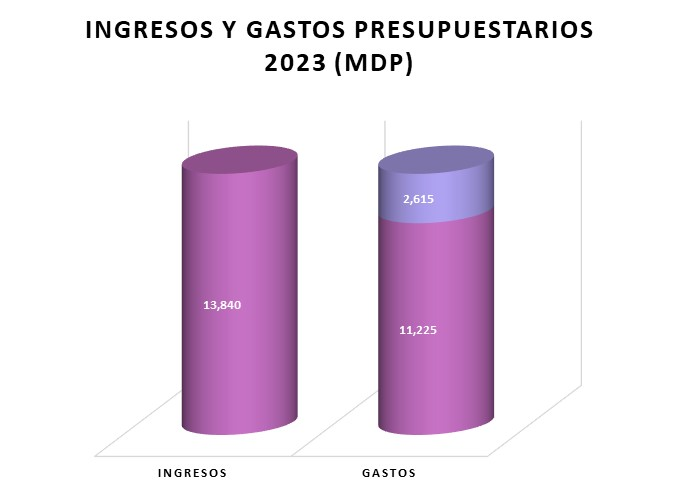 INGRESOS Y GASTOS PRESUPUESTARIOS
2023 (MDP)
2,615
13,840
11,225
INGRESOS
GASTOS